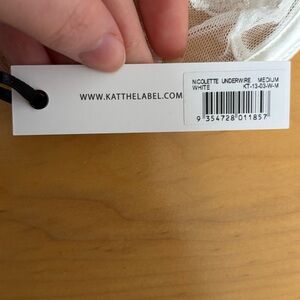 NICOLETTE UNDERWIRE MEDIUM
WHITE KT-13-03-W-M
WWW.KATTHELABEL.COM
9 354728 011857